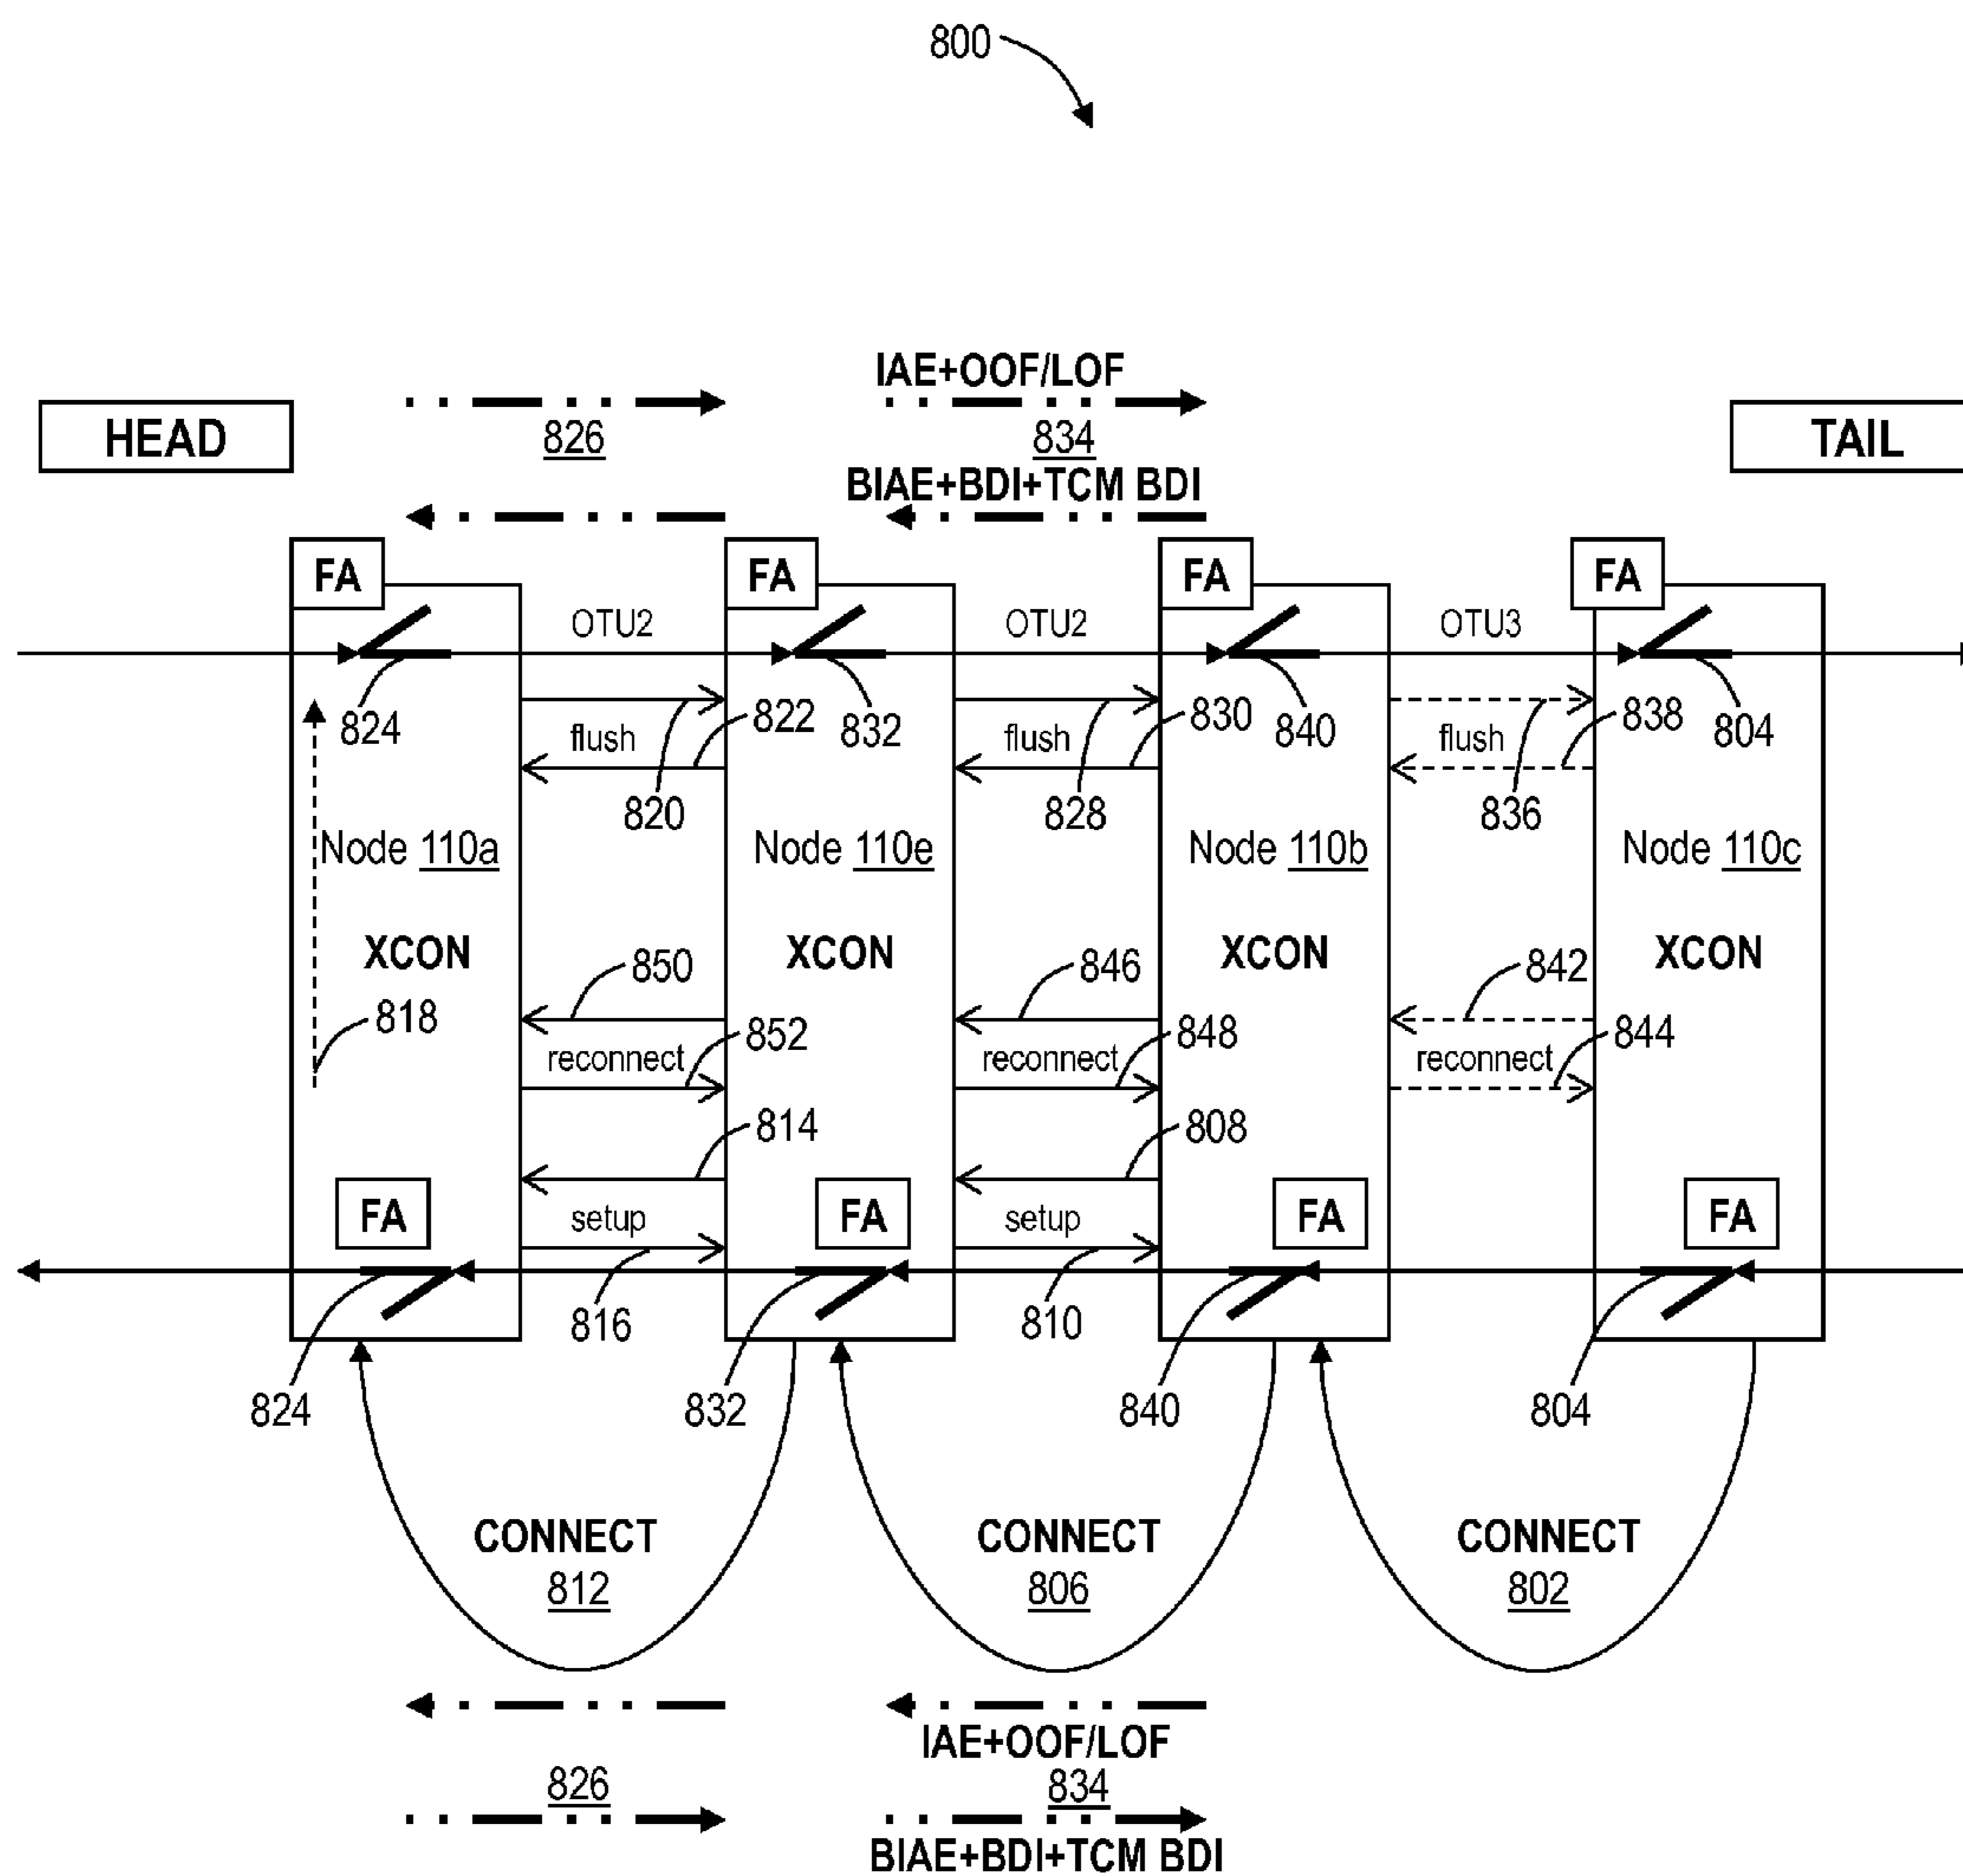 800
IAE+OOF/LOF
HEAD 826 834 TAIL
BIAE+BDI+TCM BDI
FA FA FA FA
OTU2 OTU2 OTU3
824 822 832 830 840 838 804
flush flush flush
820 828 836
Node 110a Node 110e Node 110b Node 110c
XCON XCON XCON XCON
850 846 842
818 852 848 844
reconnect reconnect reconnect
814 808
FA FA FA FA
setup setup
816 810
824 832 840 804
CONNECT CONNECT CONNECT
812 806 802
IAE+OOF/LOF
826 834
BIAE+BDI+TCM BDI